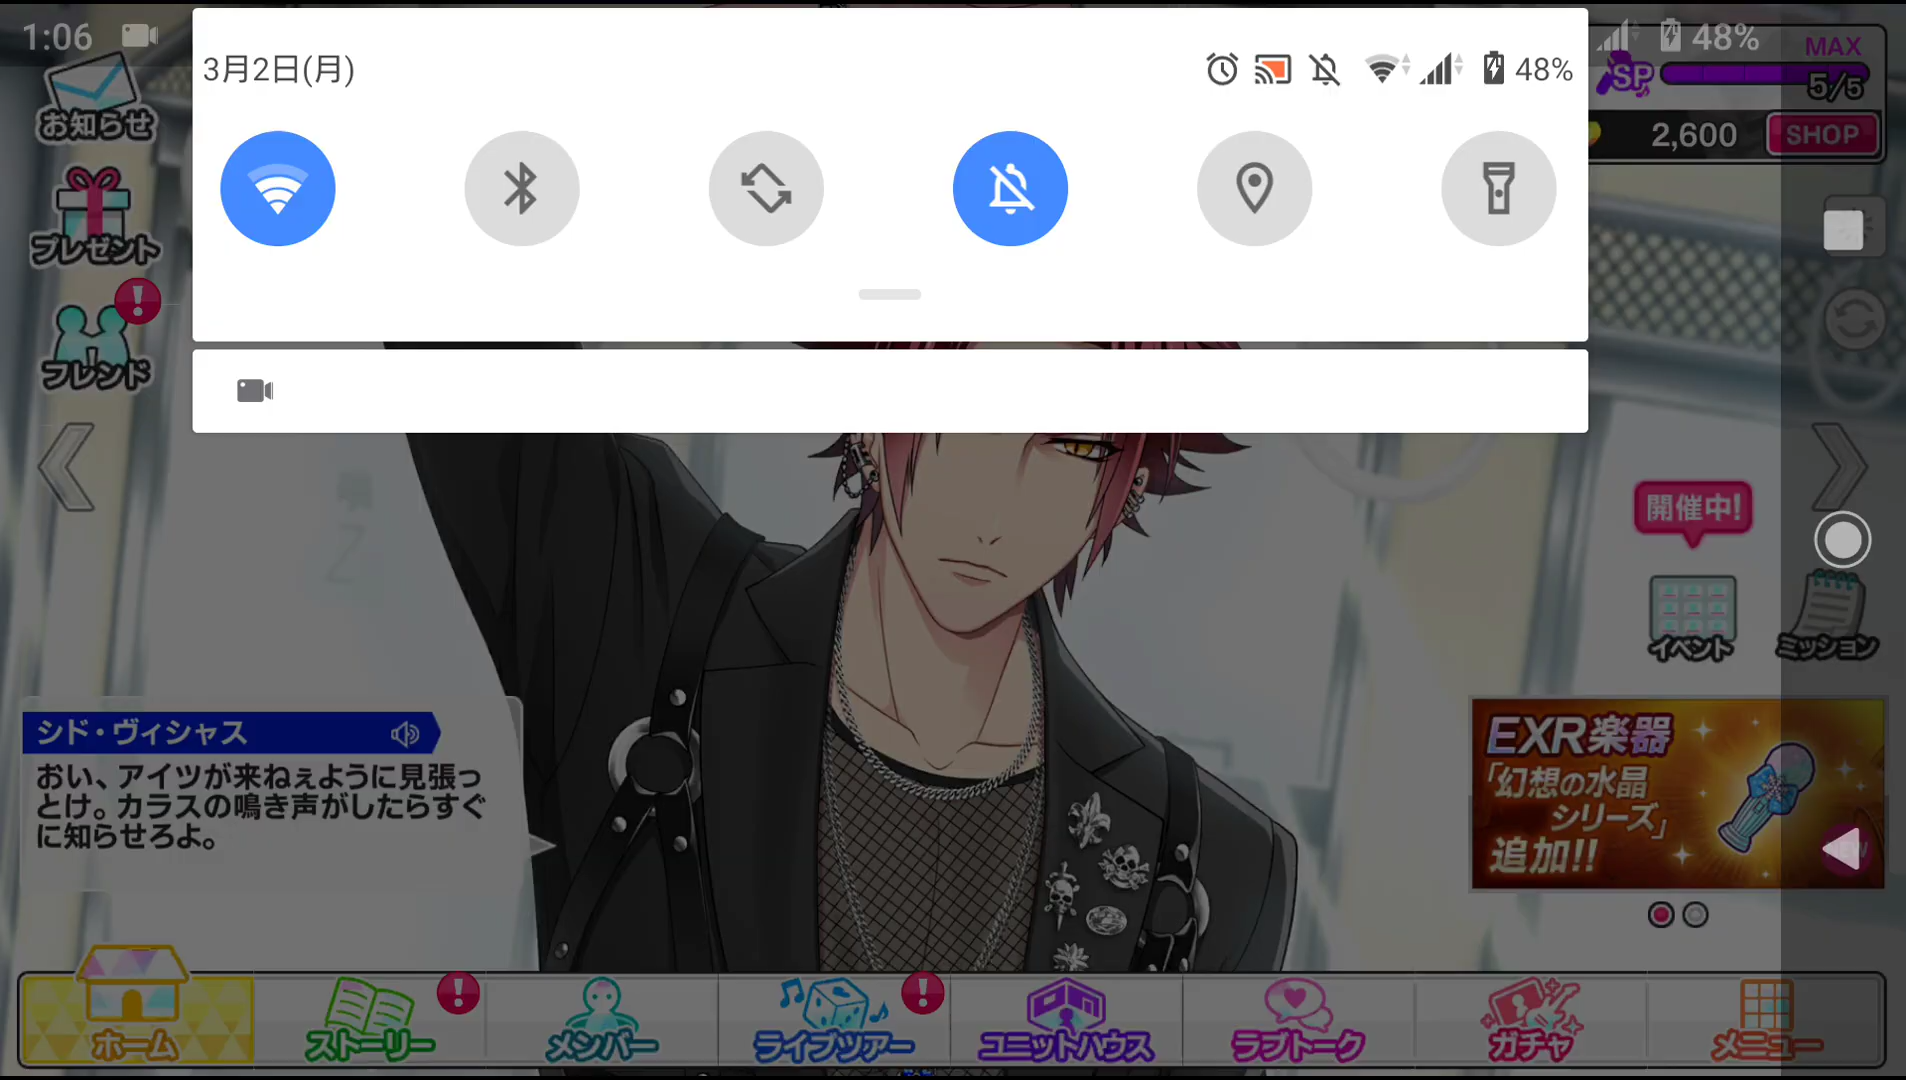 1:06
48%
3月2日(月)
48%
MAX
SP
5/5
2,600
SHOP
お知らせ
プレゼント
フレンド
開催中!
イベント
ミッション
シド・ヴィシャス
おい、アイツが来ねぇように見張っ
とけ。カラスの鳴き声がしたらすぐ
に知らせろよ。
EXR楽器
「幻想の水晶
シリーズ」
追加!!
ホーム
ストーリー
メンバー
ライブツアー
ユニットハウス
ラブトーク
ガチャ
メニュー